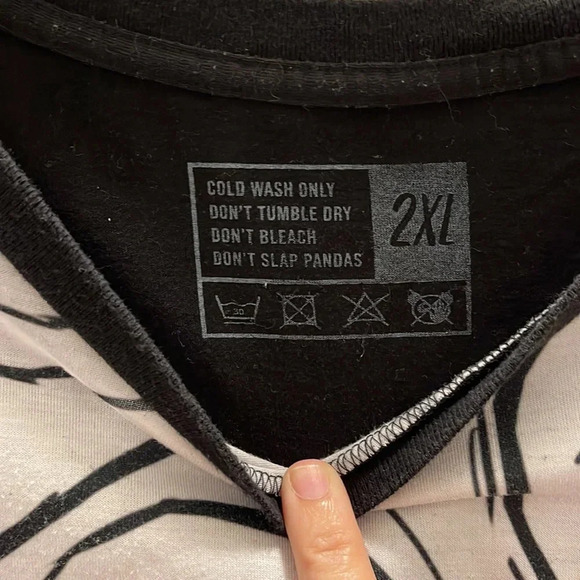 COLD WASH ONLY
DON'T TUMBLE DRY
DON'T BLEACH
DON'T SLAP PANDAS
2XL
30